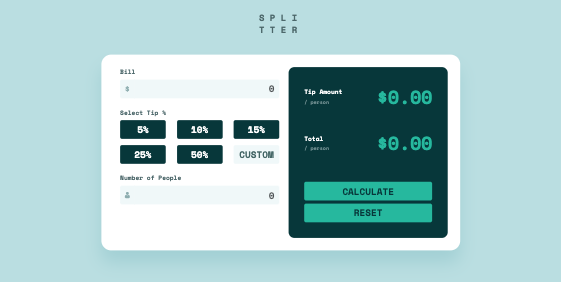 SPLI
TTER
Bill
$ 0
Select Tip %
5% 10% 15%
25% 50% CUSTOM
Number of People
0
Tip Amount
/ person
$0.00
Total
/ person
$0.00
CALCULATE
RESET